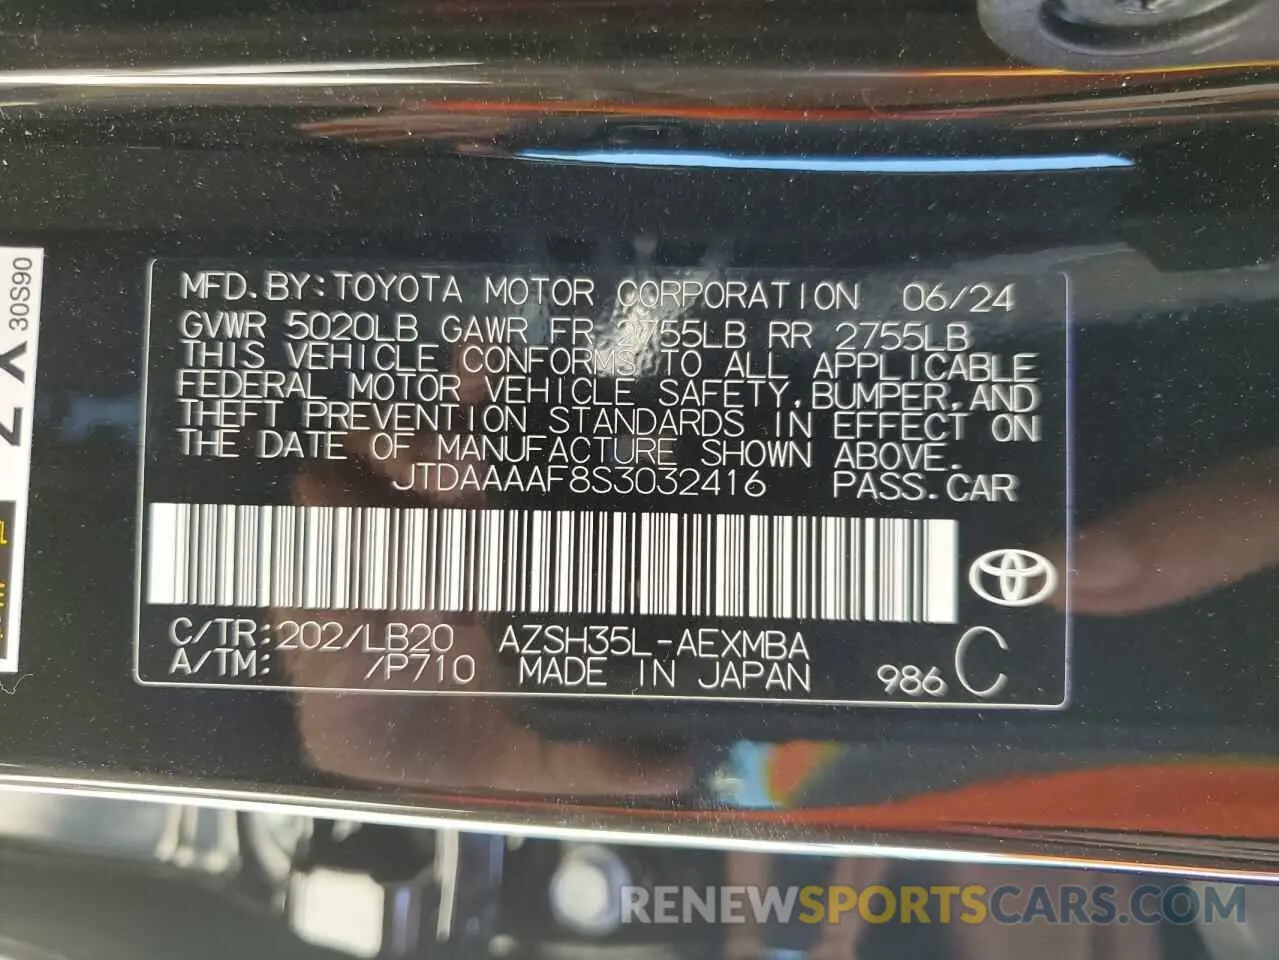 MFD. BY: TOYOTA MOTOR CORPORATION 06/24
GVWR 5020LB GAWR FR 2755LB RR 2755LB
THIS VEHICLE CONFORMS TO ALL APPLICABLE
FEDERAL MOTOR VEHICLE SAFETY, BUMPER, AND
THEFT PREVENTION STANDARDS IN EFFECT ON
THE DATE OF MANUFACTURE SHOWN ABOVE.
JTDAAAAF8S3032416 PASS. CAR
C/TR: 202/LB20 AZSH35L-AEXMBA
A/TM: /P710 MADE IN JAPAN 986 C
30S90
RENEWSPORTSCARS.COM